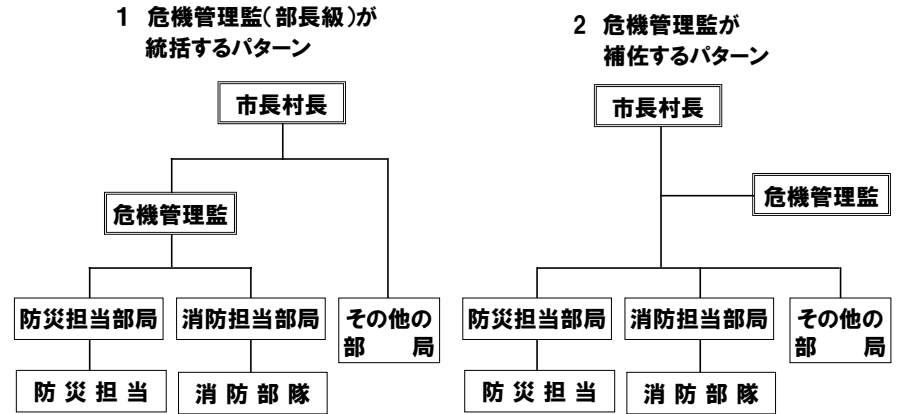 1 危機管理監(部長級)が
統括するパターン
市長村長
危機管理監
防災担当部局
消防担当部局
その他の
部　局
防 災 担 当
消 防 部 隊
2 危機管理監が
補佐するパターン
市長村長
危機管理監
防災担当部局
消防担当部局
その他の
部　局
防 災 担 当
消 防 部 隊